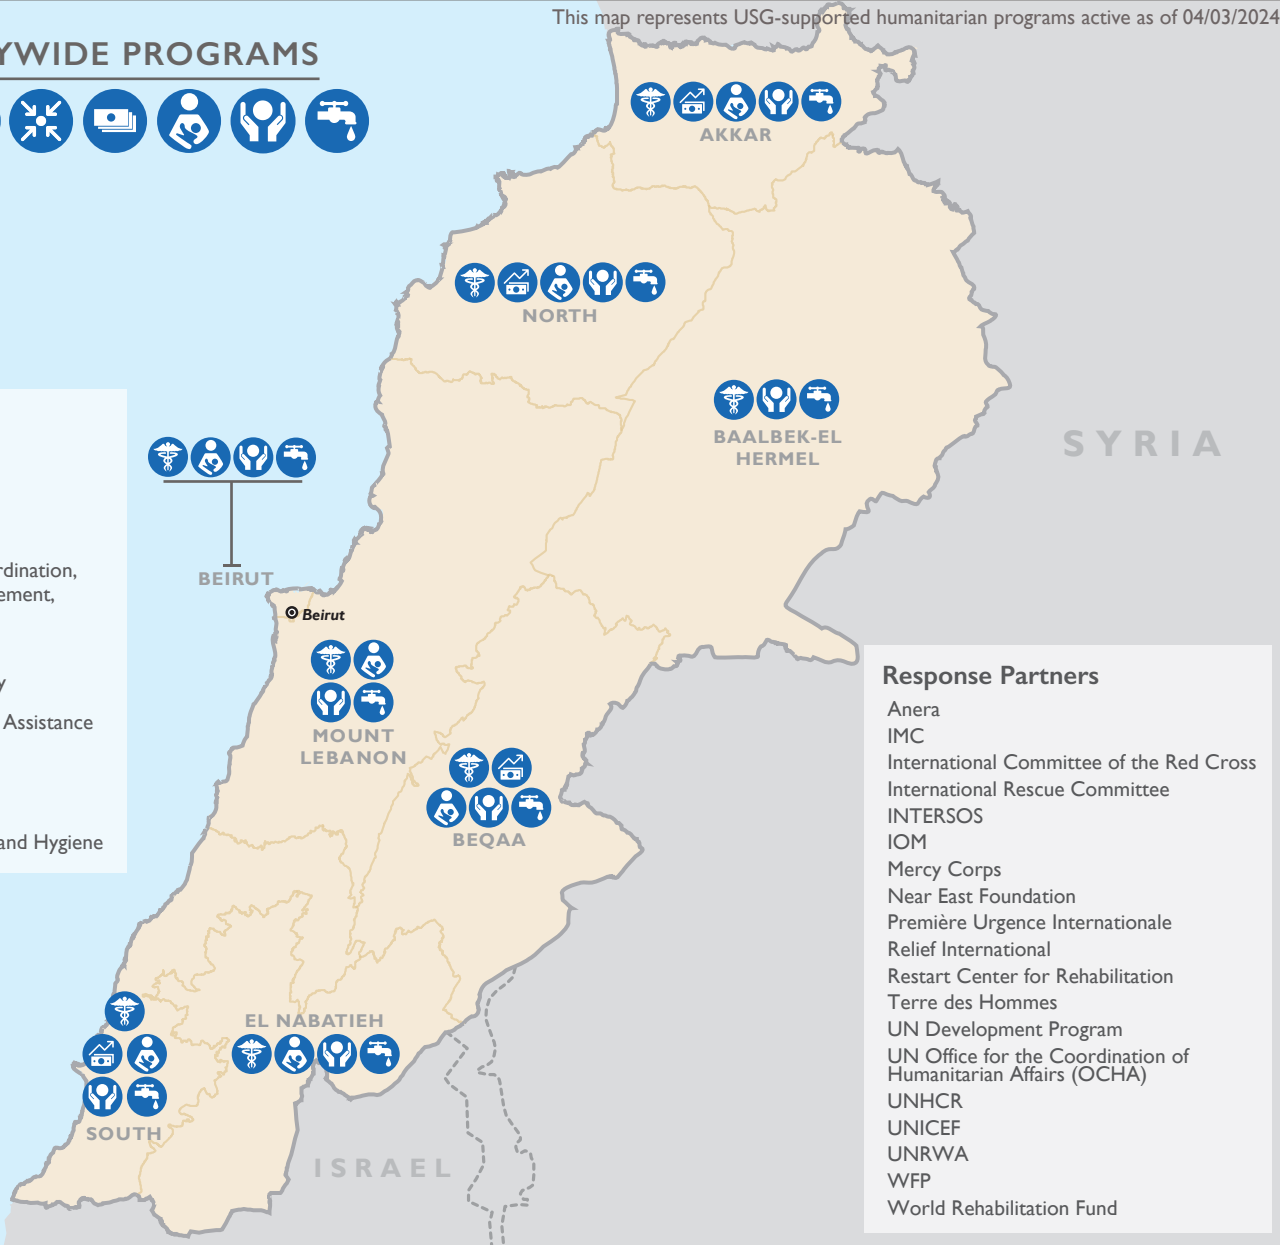 This map represents USG-supported humanitarian programs active as of 04/03/2024
YWIDE PROGRAMS
AKKAR
NORTH
BAALBEK-EL
HERMEL
SYRIA
BEIRUT
Beirut
rdination,
ement,
y
Assistance
and Hygiene
MOUNT
LEBANON
BEQAA
EL NABATIEH
SOUTH
ISRAEL
Response Partners
Anera
IMC
International Committee of the Red Cross
International Rescue Committee
INTERSOS
IOM
Mercy Corps
Near East Foundation
Première Urgence Internationale
Relief International
Restart Center for Rehabilitation
Terre des Hommes
UN Development Program
UN Office for the Coordination of
Humanitarian Affairs (OCHA)
UNHCR
UNICEF
UNRWA
WFP
World Rehabilitation Fund